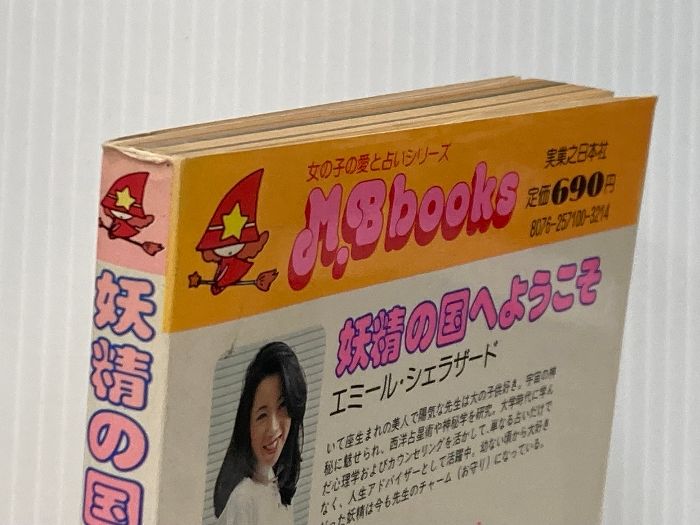 女の子の愛と占いシリーズ
M.B books
実業之日本社
定価690円
8076-257100-3214
妖精の国へようこそ
エミール・シェラザード
いて座生まれの美人で陽気な先生は大の子供好き。宇宙の神
秘に魅せられ、西洋占星術や神秘学を研究。大学時代に学ん
だ心理学およびカウンセリングを活かして、単なる占いだけで
なく、人生アドバイザーとして活躍中。幼ない頃から大好き
だった妖精は今も先生のチャーム（お守り）になっている。
妖精の国